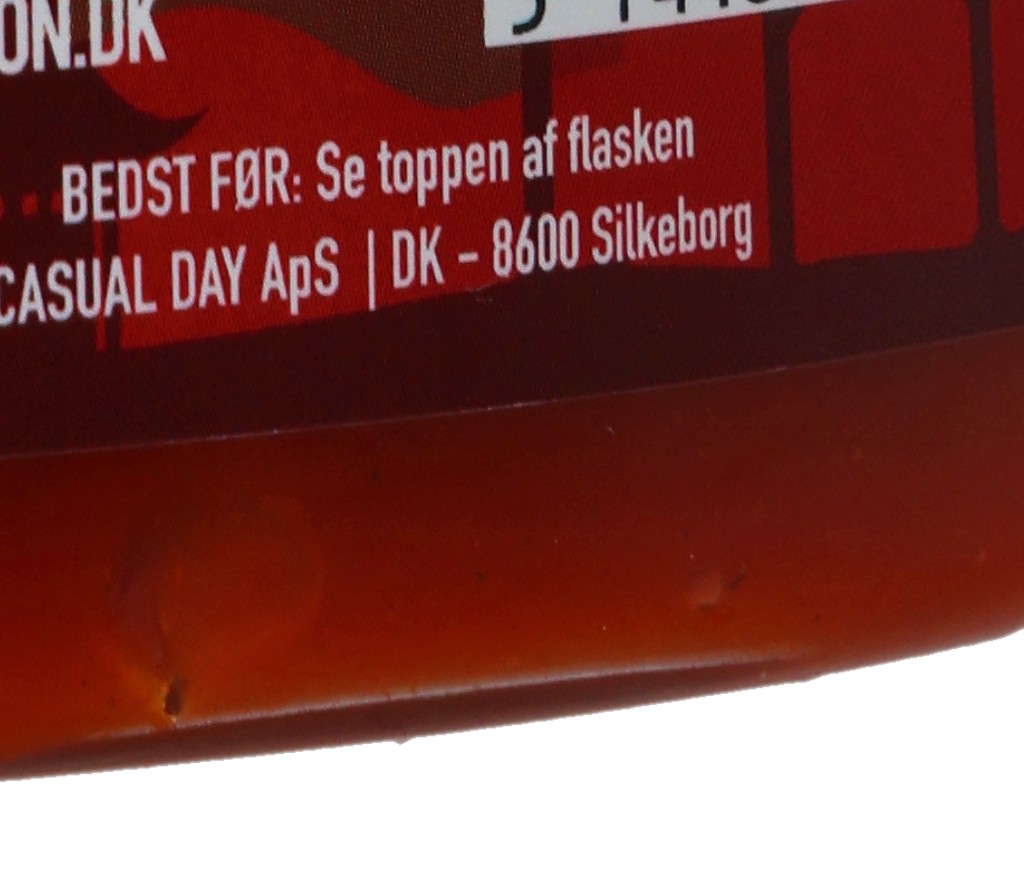 ON.DK
BEDST FØR: Se toppen af flasken
CASUAL DAY ApS | DK – 8600 Silkeborg